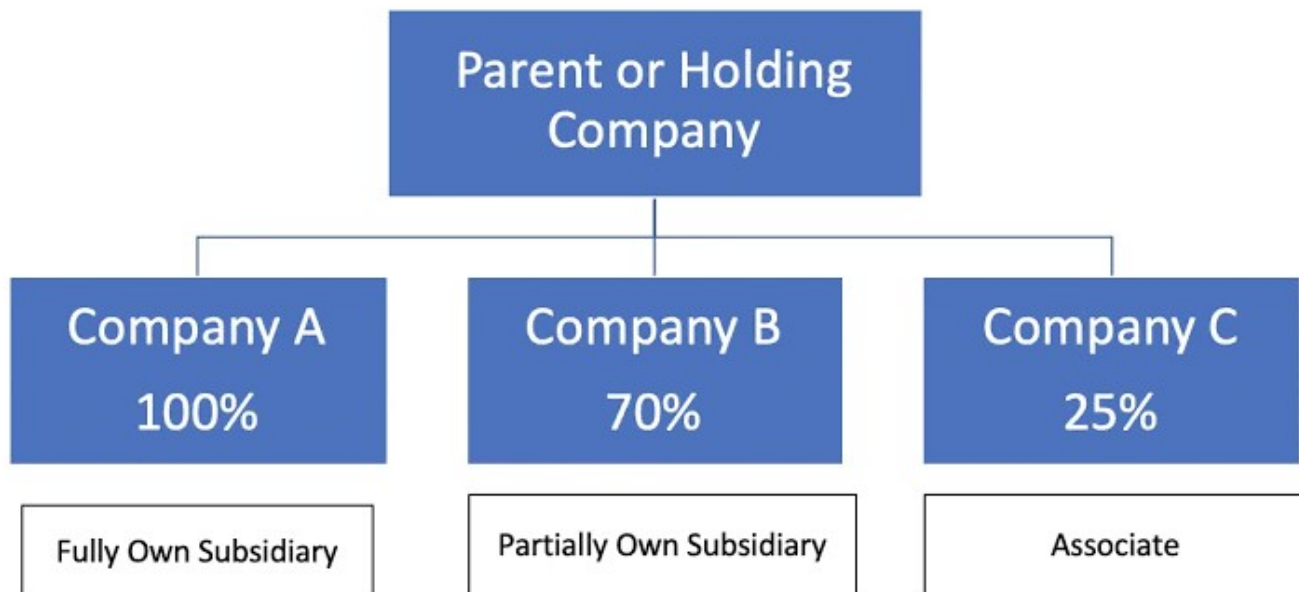 Parent or Holding
Company
Company A
100%
Company B
70%
Company C
25%
Fully Own Subsidiary
Partially Own Subsidiary
Associate